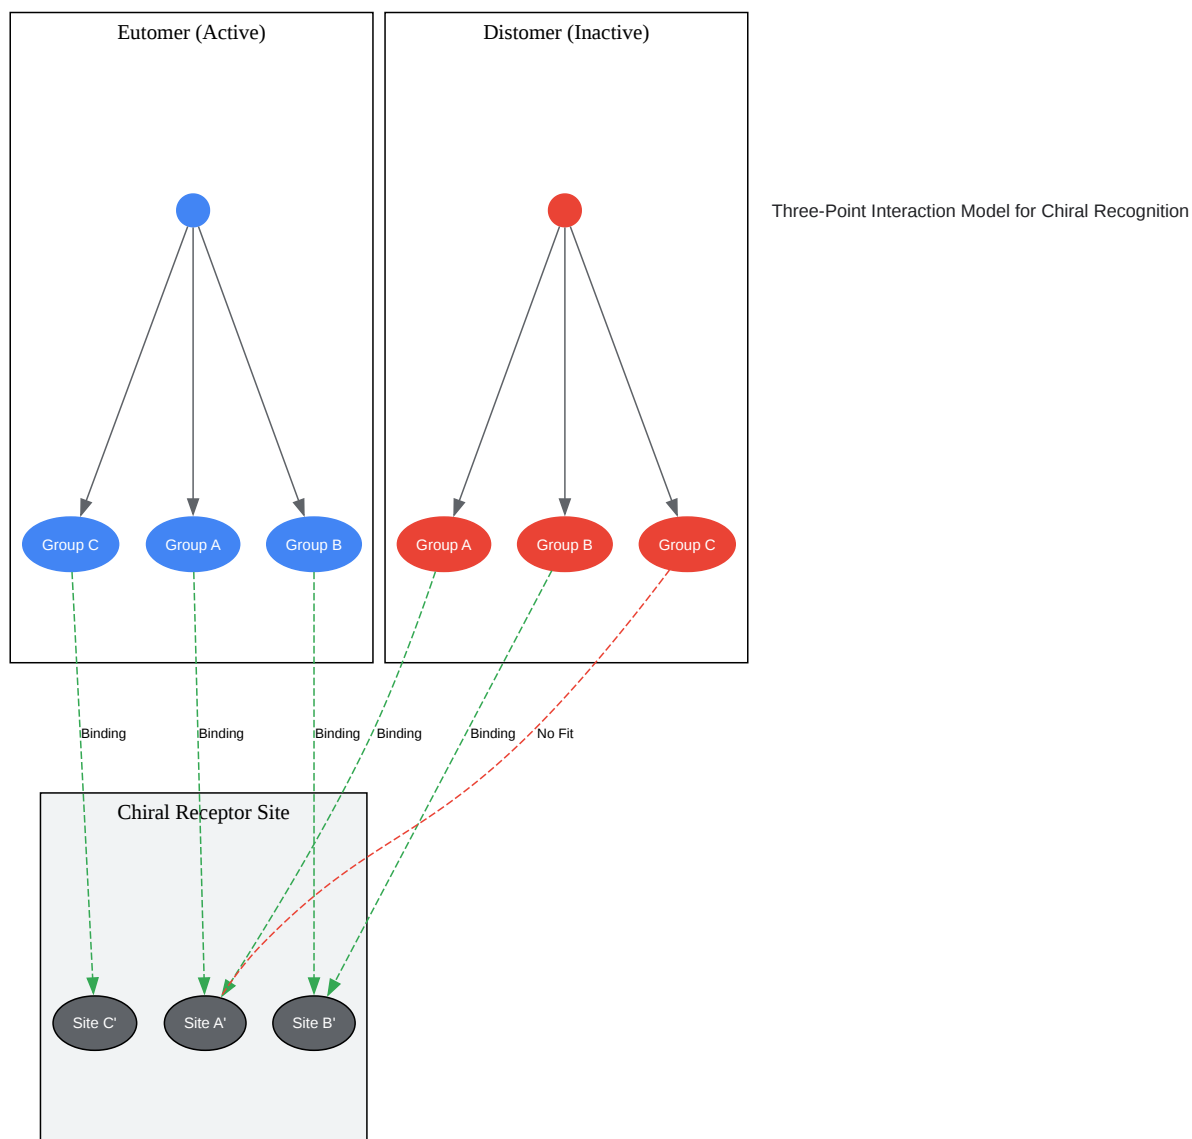 Eutomer (Active)
Distomer (Inactive)
Three-Point Interaction Model for Chiral Recognition
Group C
Group A
Group B
Group A
Group B
Group C
Binding
Binding
Binding
Binding
Binding
No Fit
Chiral Receptor Site
Site C'
Site A'
Site B'